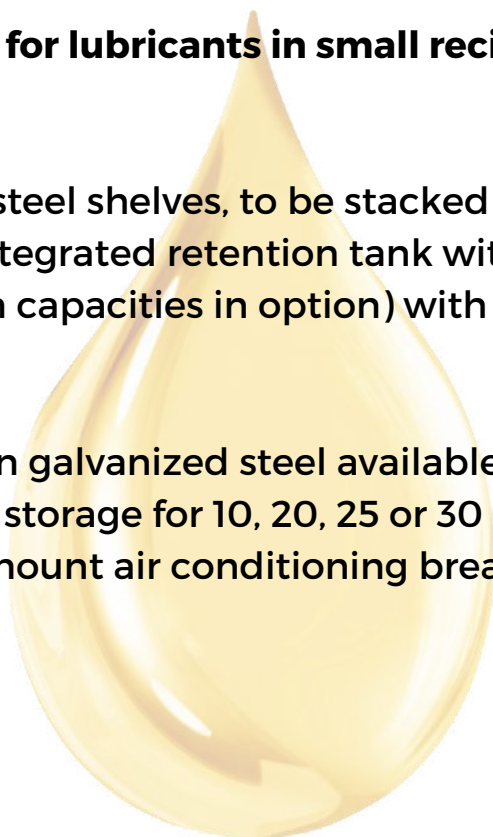 for lubricants in small reci
steel shelves, to be stacked
tegrated retention tank wit
n capacities in option) with
n galvanized steel available
storage for 10, 20, 25 or 30
nount air conditioning brea